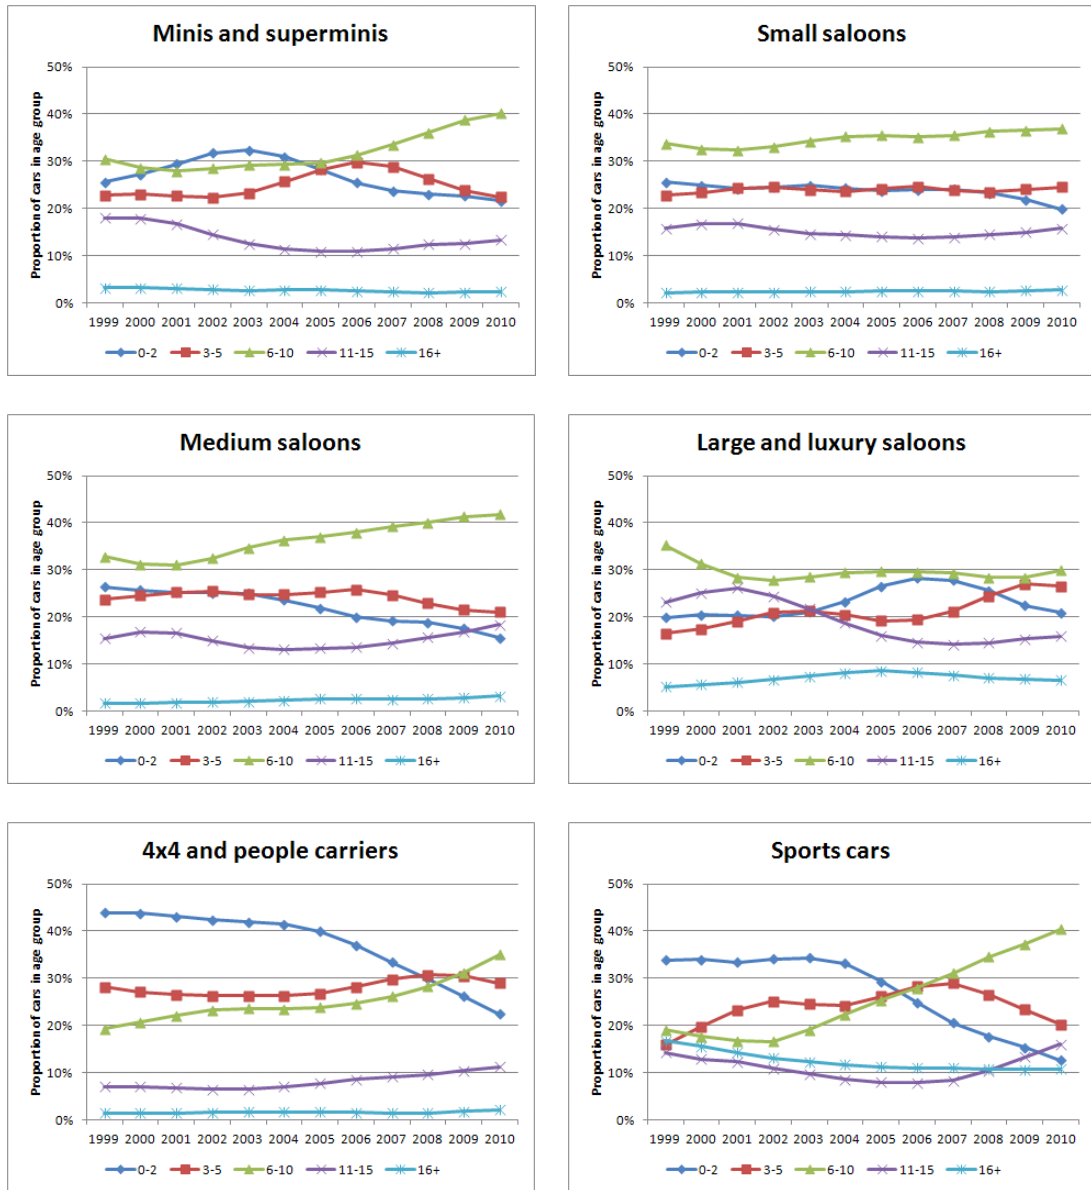 Minis and superminis
Proportion of cars in age group
50%
40%
30%
20%
10%
0%
1999 2000 2001 2002 2003 2004 2005 2006 2007 2008 2009 2010
0-2 3-5 6-10 11-15 16+
Small saloons
Proportion of cars in age group
50%
40%
30%
20%
10%
0%
1999 2000 2001 2002 2003 2004 2005 2006 2007 2008 2009 2010
0-2 3-5 6-10 11-15 16+
Medium saloons
Proportion of cars in age group
50%
40%
30%
20%
10%
0%
1999 2000 2001 2002 2003 2004 2005 2006 2007 2008 2009 2010
0-2 3-5 6-10 11-15 16+
Large and luxury saloons
Proportion of cars in age group
50%
40%
30%
20%
10%
0%
1999 2000 2001 2002 2003 2004 2005 2006 2007 2008 2009 2010
0-2 3-5 6-10 11-15 16+
4x4 and people carriers
Proportion of cars in age group
50%
40%
30%
20%
10%
0%
1999 2000 2001 2002 2003 2004 2005 2006 2007 2008 2009 2010
0-2 3-5 6-10 11-15 16+
Sports cars
Proportion of cars in age group
50%
40%
30%
20%
10%
0%
1999 2000 2001 2002 2003 2004 2005 2006 2007 2008 2009 2010
0-2 3-5 6-10 11-15 16+